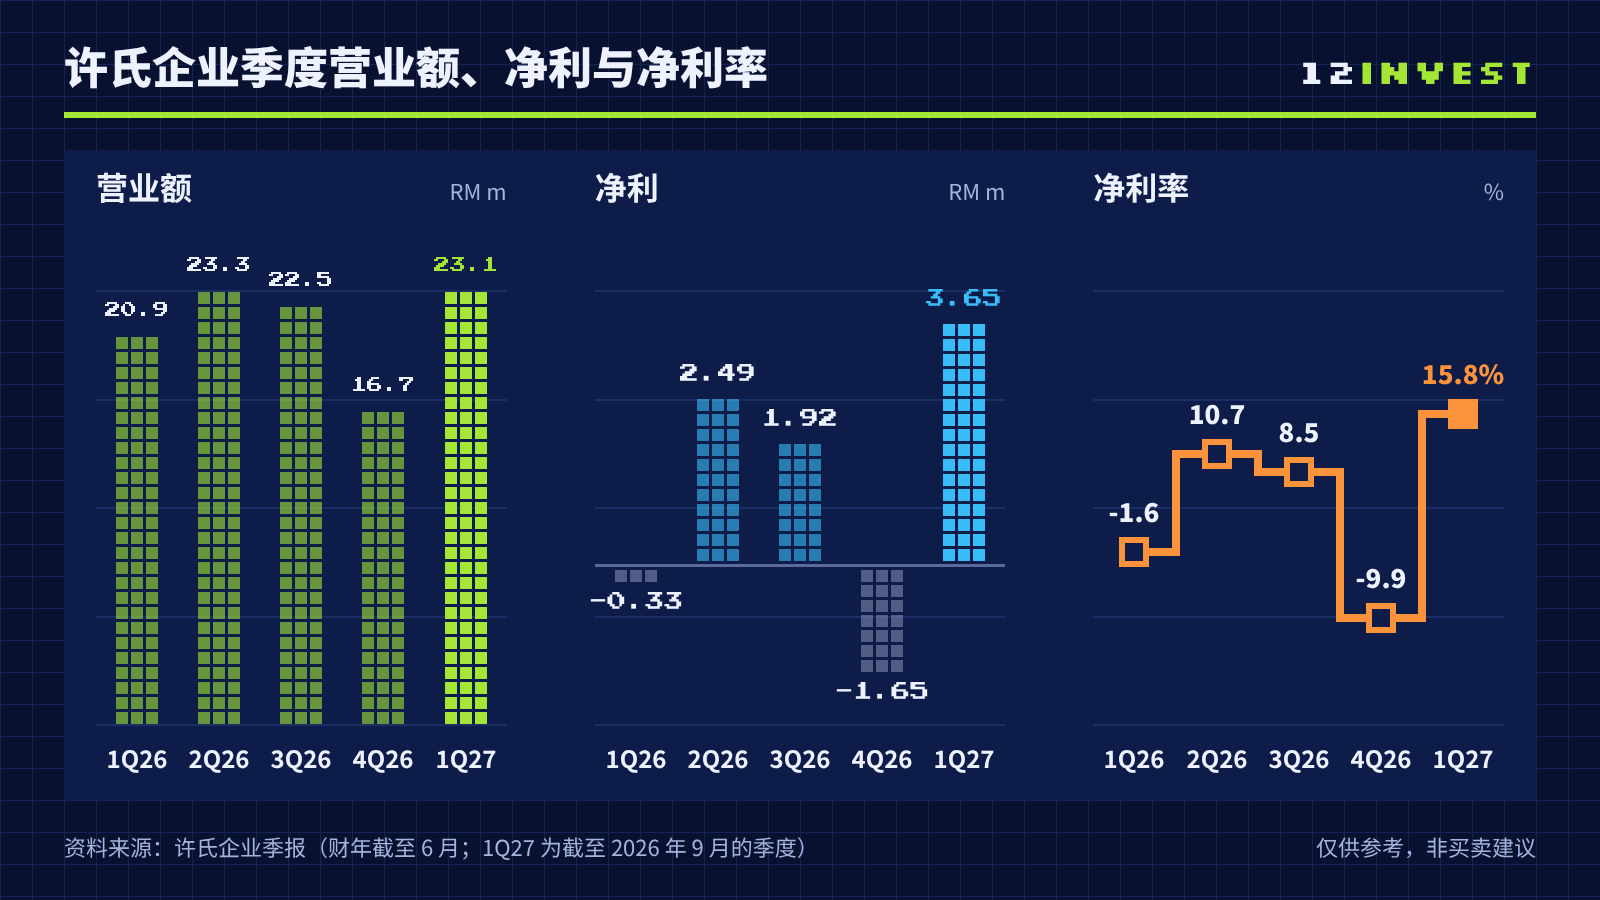 许氏企业季度营业额、净利与净利率
12INVEST
营业额 RM m
23.3 22.5 20.9 16.7 23.1
1Q26 2Q26 3Q26 4Q26 1Q27
净利 RM m
3.65
2.49
1.92
-0.33
-1.65
1Q26 2Q26 3Q26 4Q26 1Q27
净利率 %
15.8%
10.7
8.5
-1.6
-9.9
1Q26 2Q26 3Q26 4Q26 1Q27
资料来源：许氏企业季报（财年截至 6 月；1Q27 为截至 2026 年 9 月的季度）
仅供参考，非买卖建议